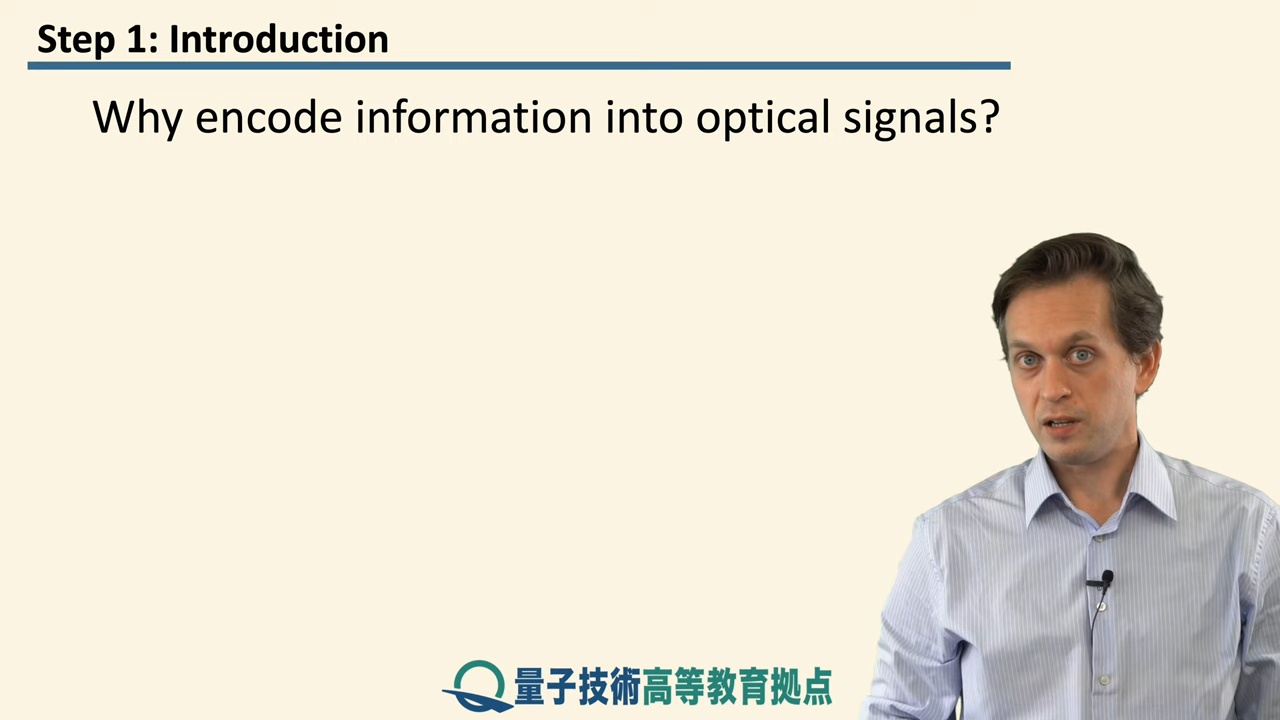 Step 1: Introduction
Why encode information into optical signals?
量子技術高等教育拠点